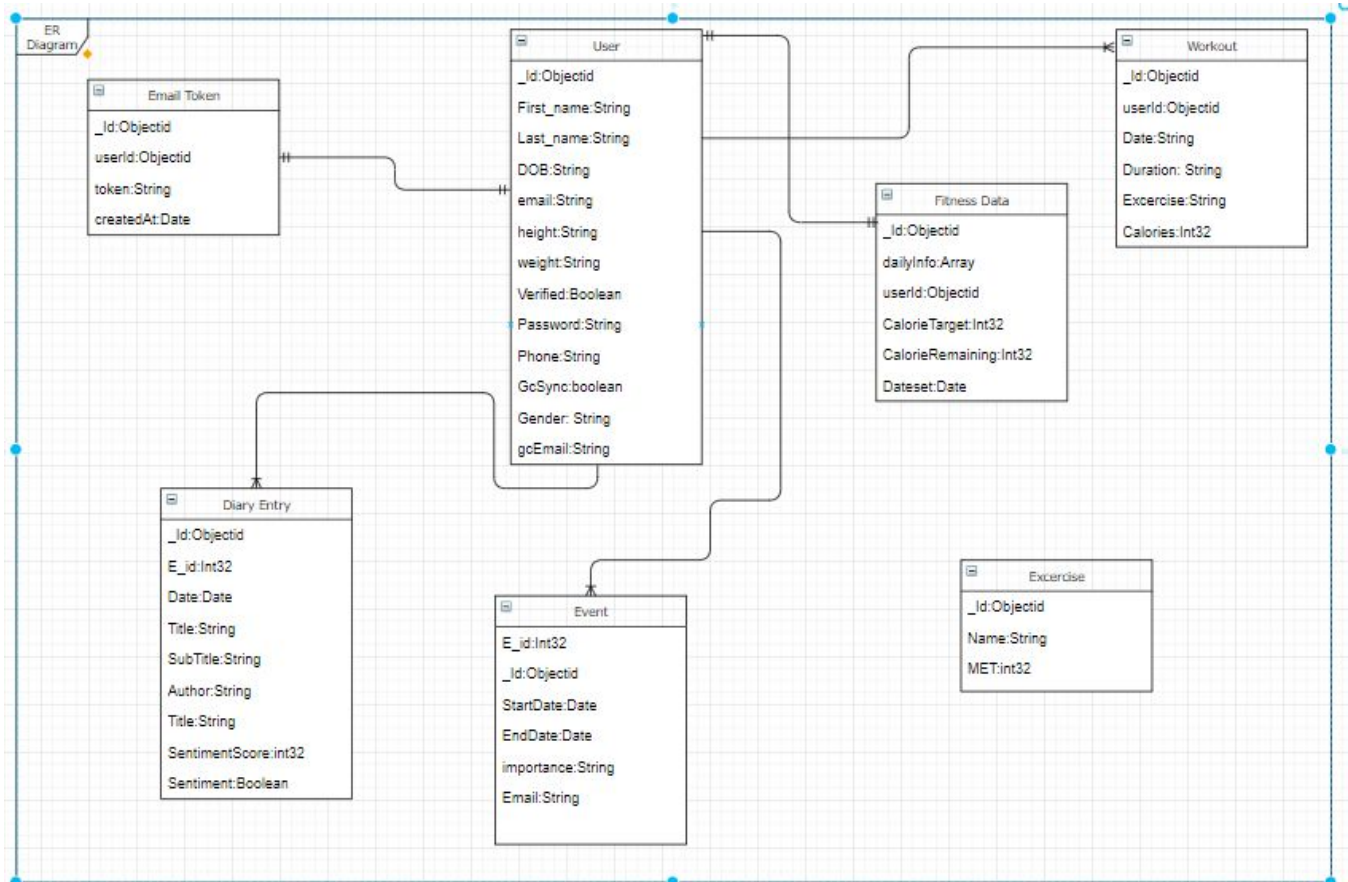 ER
Diagram
Email Token
_Id:Objectid
userId:Objectid
token:String
createdAt:Date
User
_Id:Objectid
First_name:String
Last_name:String
DOB:String
email:String
height:String
weight:String
Verified:Boolean
Password:String
Phone:String
GcSync:boolean
Gender: String
gcEmail:String
Workout
_Id:Objectid
userId:Objectid
Date:String
Duration: String
Excercise:String
Calories:Int32
Fitness Data
_Id:Objectid
dailyInfo:Array
userId:Objectid
CalorieTarget:Int32
CalorieRemaining:Int32
Dateset:Date
Diary Entry
_Id:Objectid
E_id:Int32
Date:Date
Title:String
SubTitle:String
Author:String
Title:String
SentimentScore:int32
Sentiment:Boolean
Event
E_id:Int32
_Id:Objectid
StartDate:Date
EndDate:Date
importance:String
Email:String
Excercise
_Id:Objectid
Name:String
MET:int32